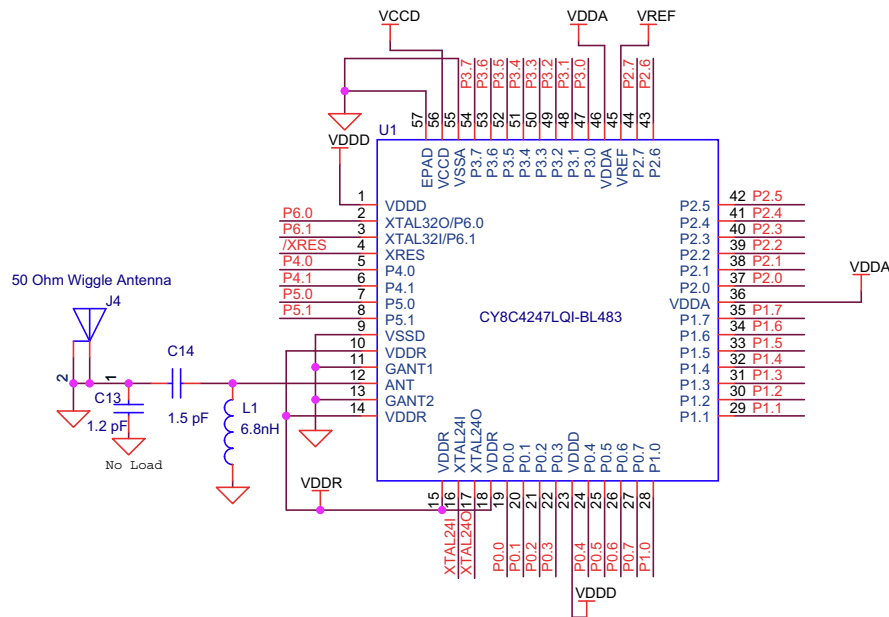 VCCD
VDDA
VREF
P3.7
P3.6
P3.5
P3.4
P3.3
P3.2
P3.1
P3.0
P2.7
P2.6
57
56
55
54
53
52
51
50
49
48
47
46
45
44
43
U1
EPAD
VCCD
VSSA
P3.7
P3.6
P3.5
P3.4
P3.3
P3.2
P3.1
P3.0
VDDA
VREF
P2.7
P2.6
VDDD
1 VDDD
P6.0 2 XTAL32O/P6.0
P6.1 3 XTAL32I/P6.1
/XRES 4 XRES
P4.0 5 P4.0
P4.1 6 P4.1
P5.0 7 P5.0
P5.1 8 P5.1
9 VSSD
10 VDDR
11 GANT1
12 ANT
13 GANT2
14 VDDR
CY8C4247LQI-BL483
P2.5 42 P2.5
P2.4 41 P2.4
P2.3 40 P2.3
P2.2 39 P2.2
P2.1 38 P2.1
P2.0 37 P2.0
VDDA 36
VDDA
P1.7 35 P1.7
P1.6 34 P1.6
P1.5 33 P1.5
P1.4 32 P1.4
P1.3 31 P1.3
P1.2 30 P1.2
P1.1 29 P1.1
50 Ohm Wiggle Antenna
J4
2
1
C14
1.5 pF
C13
1.2 pF
No Load
L1
6.8nH
VDDR
XTAL24I
XTAL24O
VDDR
P0.0
P0.1
P0.2
P0.3
VDDD
P0.4
P0.5
P0.6
P0.7
P1.0
VDDR
15
16
17
18
19
20
21
22
23
24
25
26
27
28
XTAL24I
XTAL24O
P0.0
P0.1
P0.2
P0.3
P0.4
P0.5
P0.6
P0.7
P1.0
VDDD